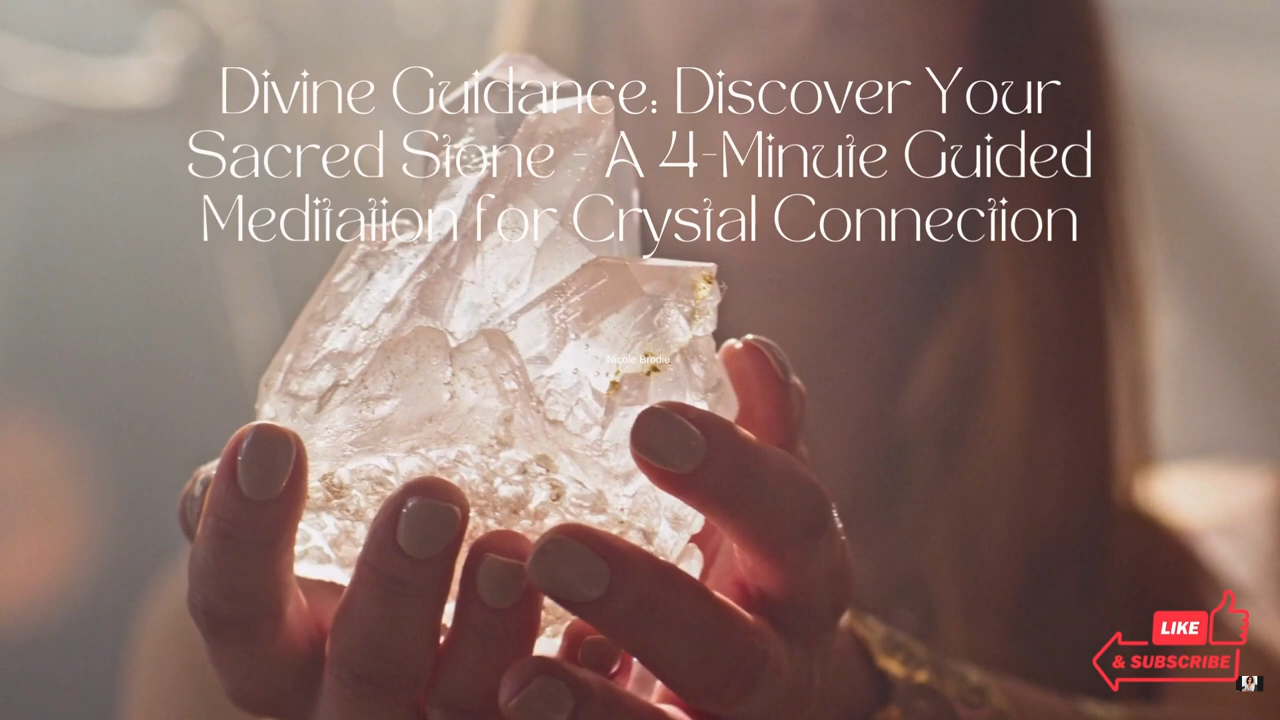 Divine Guidance: Discover Your
Sacred Stone - A 4-Minute Guided
Meditation for Crystal Connection
Nicole Brodie
LIKE
& SUBSCRIBE